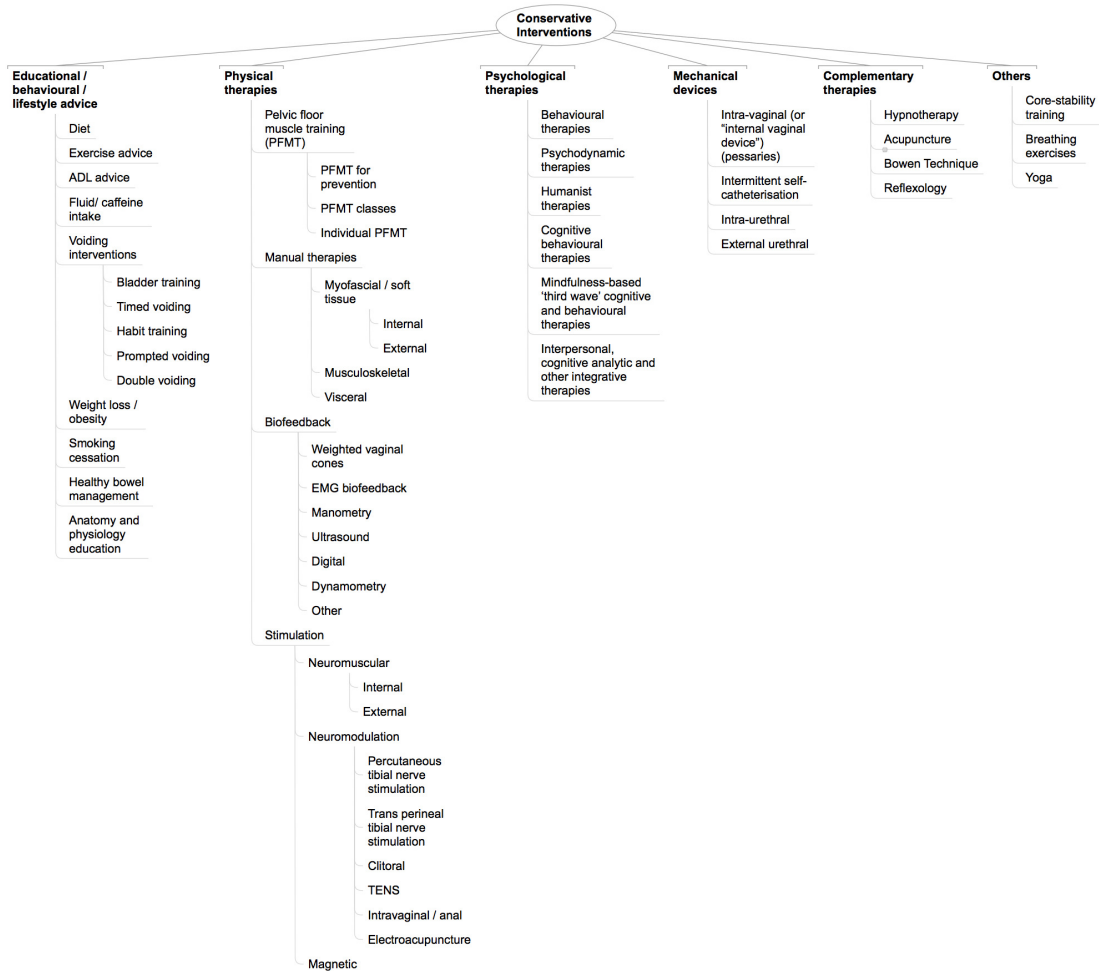 Conservative
Interventions
Educational /
behavioural /
lifestyle advice
Diet
Exercise advice
ADL advice
Fluid/ caffeine
intake
Voiding
interventions
Bladder training
Timed voiding
Habit training
Prompted voiding
Double voiding
Weight loss /
obesity
Smoking
cessation
Healthy bowel
management
Anatomy and
physiology
education
Physical
therapies
Pelvic floor
muscle training
(PFMT)
PFMT for
prevention
PFMT classes
Individual PFMT
Manual therapies
Myofascial / soft
tissue
Internal
External
Musculoskeletal
Visceral
Biofeedback
Weighted vaginal
cones
EMG biofeedback
Manometry
Ultrasound
Digital
Dynamometry
Other
Stimulation
Neuromuscular
Internal
External
Neuromodulation
Percutaneous
tibial nerve
stimulation
Trans perineal
tibial nerve
stimulation
Clitoral
TENS
Intravaginal / anal
Electroacupuncture
Magnetic
Psychological
therapies
Behavioural
therapies
Psychodynamic
therapies
Humanist
therapies
Cognitive
behavioural
therapies
Mindfulness-based
‘third wave’ cognitive
and behavioural
therapies
Interpersonal,
cognitive analytic and
other integrative
therapies
Mechanical
devices
Intra-vaginal (or
“internal vaginal
device”)
(pessaries)
Intermittent self-
catheterisation
Intra-urethral
External urethral
Complementary
therapies
Hypnotherapy
Acupuncture
Bowen Technique
Reflexology
Others
Core-stability
training
Breathing
exercises
Yoga